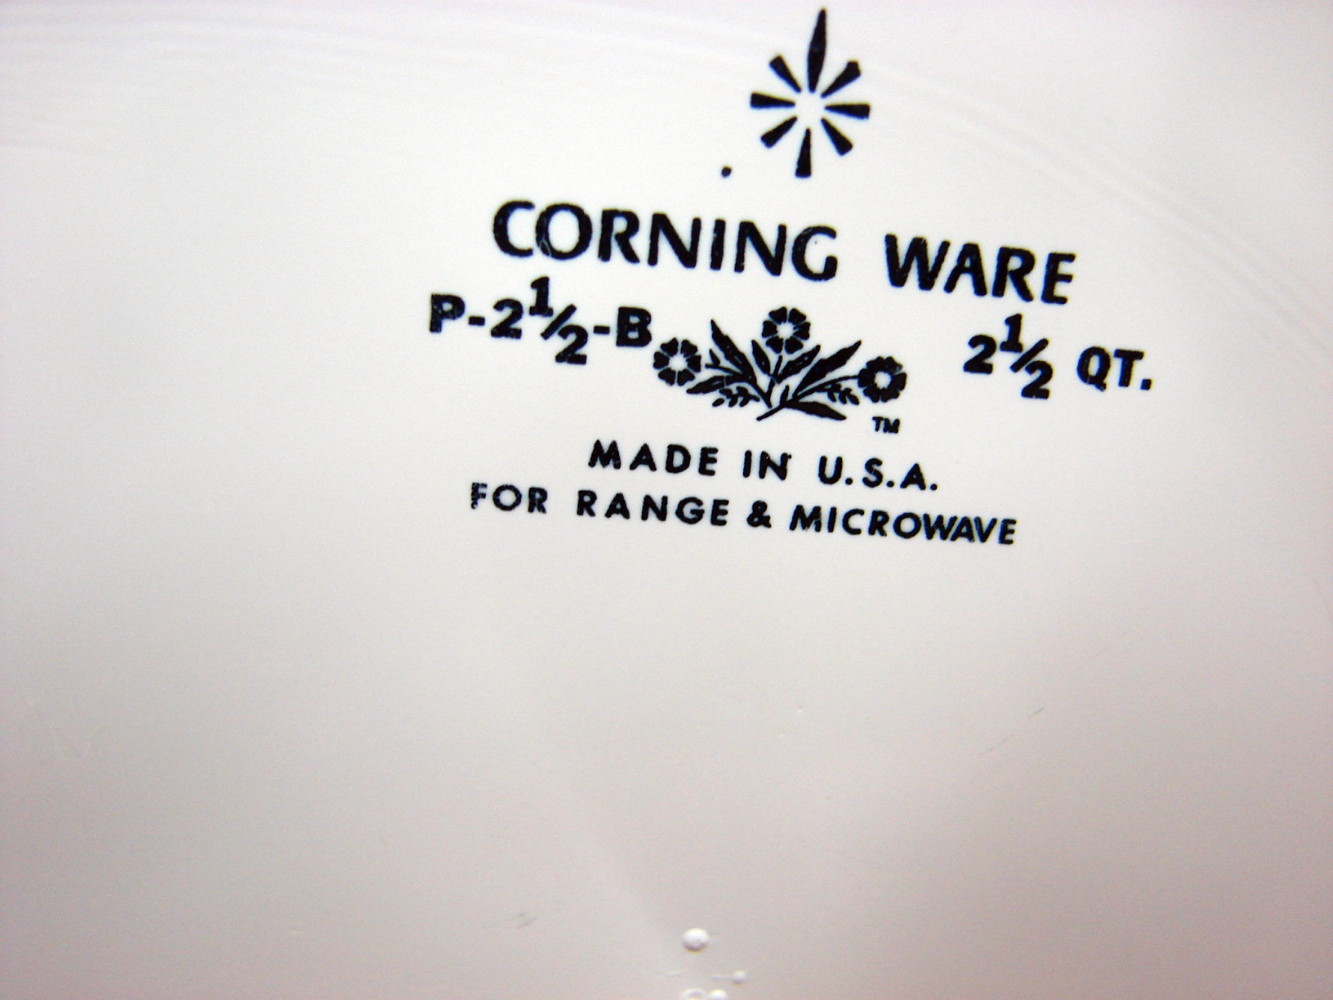 CORNING WARE
P-2½-B 2½ QT.
TM
MADE IN U.S.A.
FOR RANGE & MICROWAVE